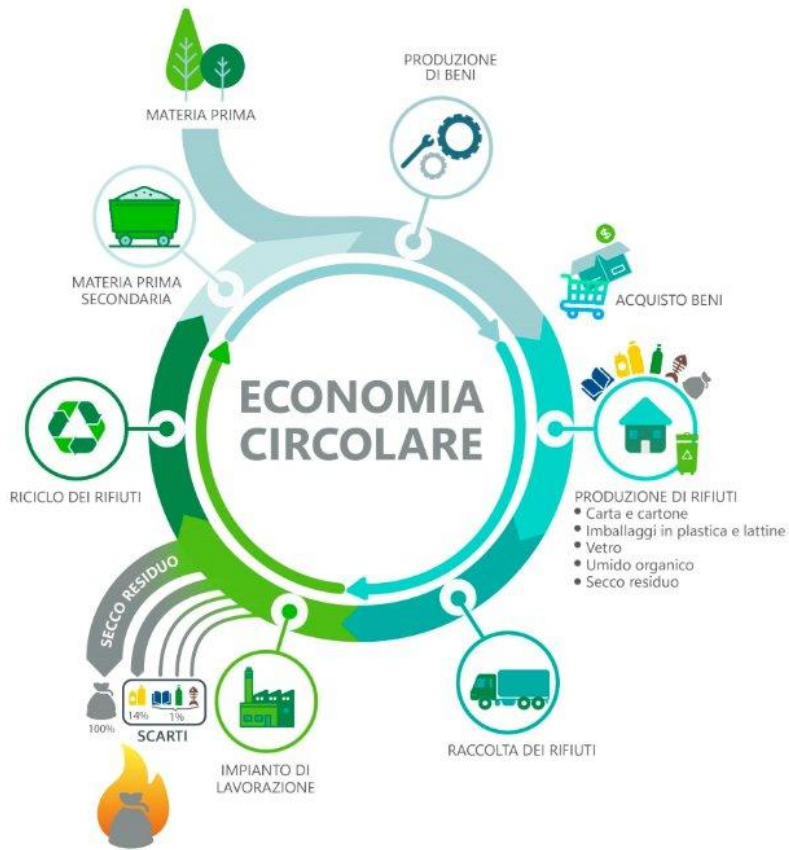 MATERIA PRIMA
PRODUZIONE
DI BENI
MATERIA PRIMA
SECONDARIA
$
ACQUISTO BENI
ECONOMIA
CIRCOLARE
RICICLO DEI RIFIUTI
PRODUZIONE DI RIFIUTI
• Carta e cartone
• Imballaggi in plastica e lattine
• Vetro
• Umido organico
• Secco residuo
SECCO RESIDUO
100%
14%
1%
SCARTI
IMPIANTO DI
LAVORAZIONE
RACCOLTA DEI RIFIUTI